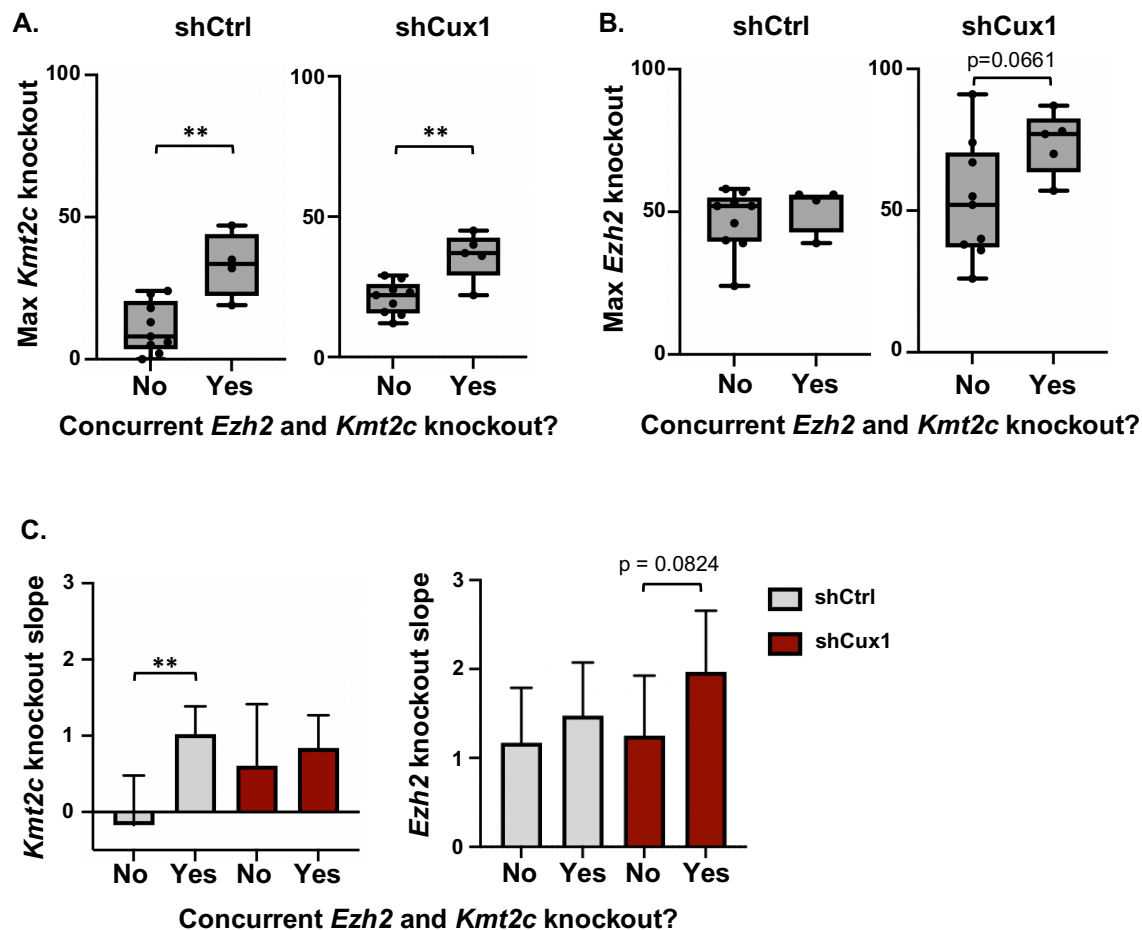 A.
shCtrl
shCux1
Max Kmt2c knockout
100
50
0
**
No
Yes
100
50
0
**
No
Yes
Concurrent Ezh2 and Kmt2c knockout?
B.
shCtrl
shCux1
Max Ezh2 knockout
100
50
0
No
Yes
100
50
0
p=0.0661
No
Yes
Concurrent Ezh2 and Kmt2c knockout?
C.
Kmt2c knockout slope
3
2
1
0
**
No
Yes
No
Yes
Ezh2 knockout slope
3
2
1
0
p = 0.0824
No
Yes
No
Yes
shCtrl
shCux1
Concurrent Ezh2 and Kmt2c knockout?